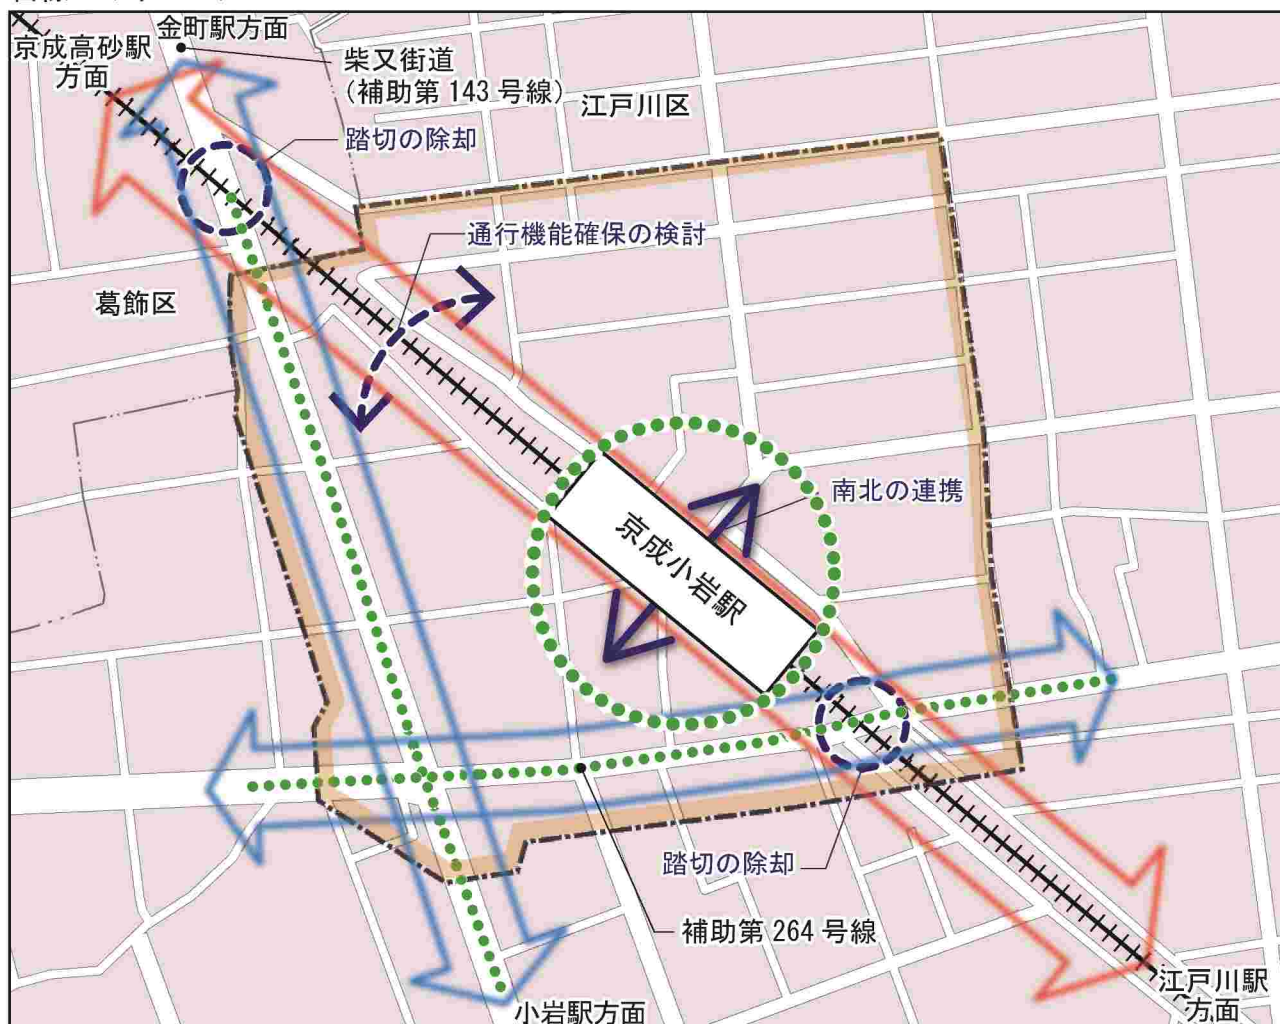 金町駅方面
京成高砂駅
方面
柴又街道
（補助第 143 号線）
江戸川区
踏切の除却
通行機能確保の検討
葛飾区
南北の連携
京成小岩駅
踏切の除却
補助第 264 号線
江戸川駅
方面
小岩駅方面